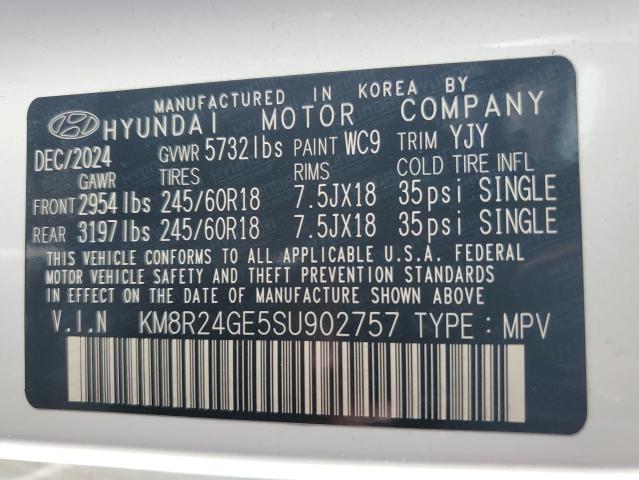 MANUFACTURED IN KOREA BY
HYUNDAI MOTOR COMPANY
DEC/2024 GVWR 5732lbs PAINT WC9 TRIM YJY
GAWR TIRES RIMS COLD TIRE INFL
FRONT 2954lbs 245/60R18 7.5JX18 35psi SINGLE
REAR 3197lbs 245/60R18 7.5JX18 35psi SINGLE
THIS VEHICLE CONFORMS TO ALL APPLICABLE U.S.A. FEDERAL
MOTOR VEHICLE SAFETY AND THEFT PREVENTION STANDARDS
IN EFFECT ON THE DATE OF MANUFACTURE SHOWN ABOVE.
V.I.N KM8R24GE5SU902757 TYPE : MPV